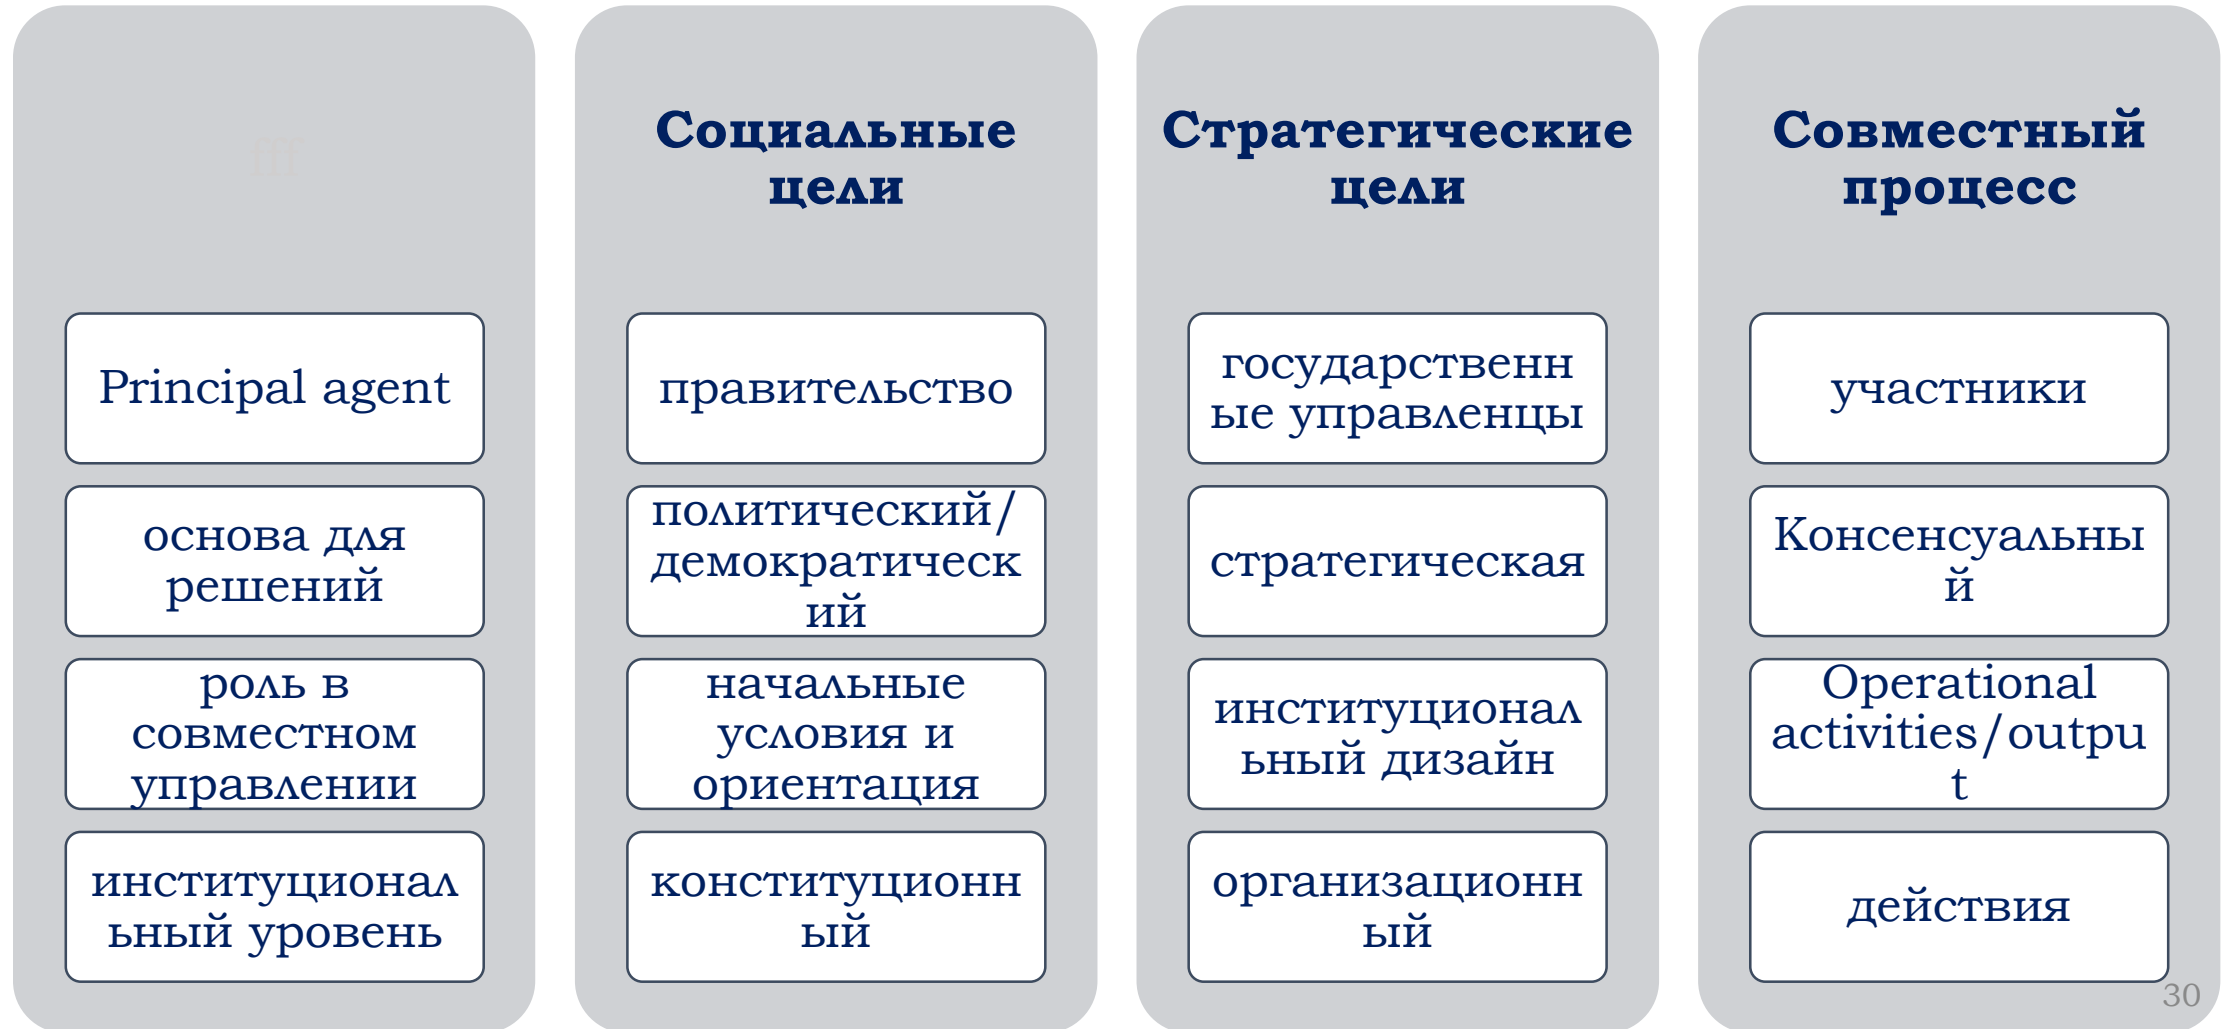 fff
Principal agent
основа для
решений
роль в
совместном
управлении
институционал
ьный уровень
Социальные
цели
правительство
политический/
демократическ
ий
начальные
условия и
ориентация
конституционн
ый
Стратегические
цели
государственн
ые управленцы
стратегическая
институционал
ьный дизайн
организационн
ый
Совместный
процесс
участники
Консенсуальны
й
Operational
activities/outpu
t
действия
30